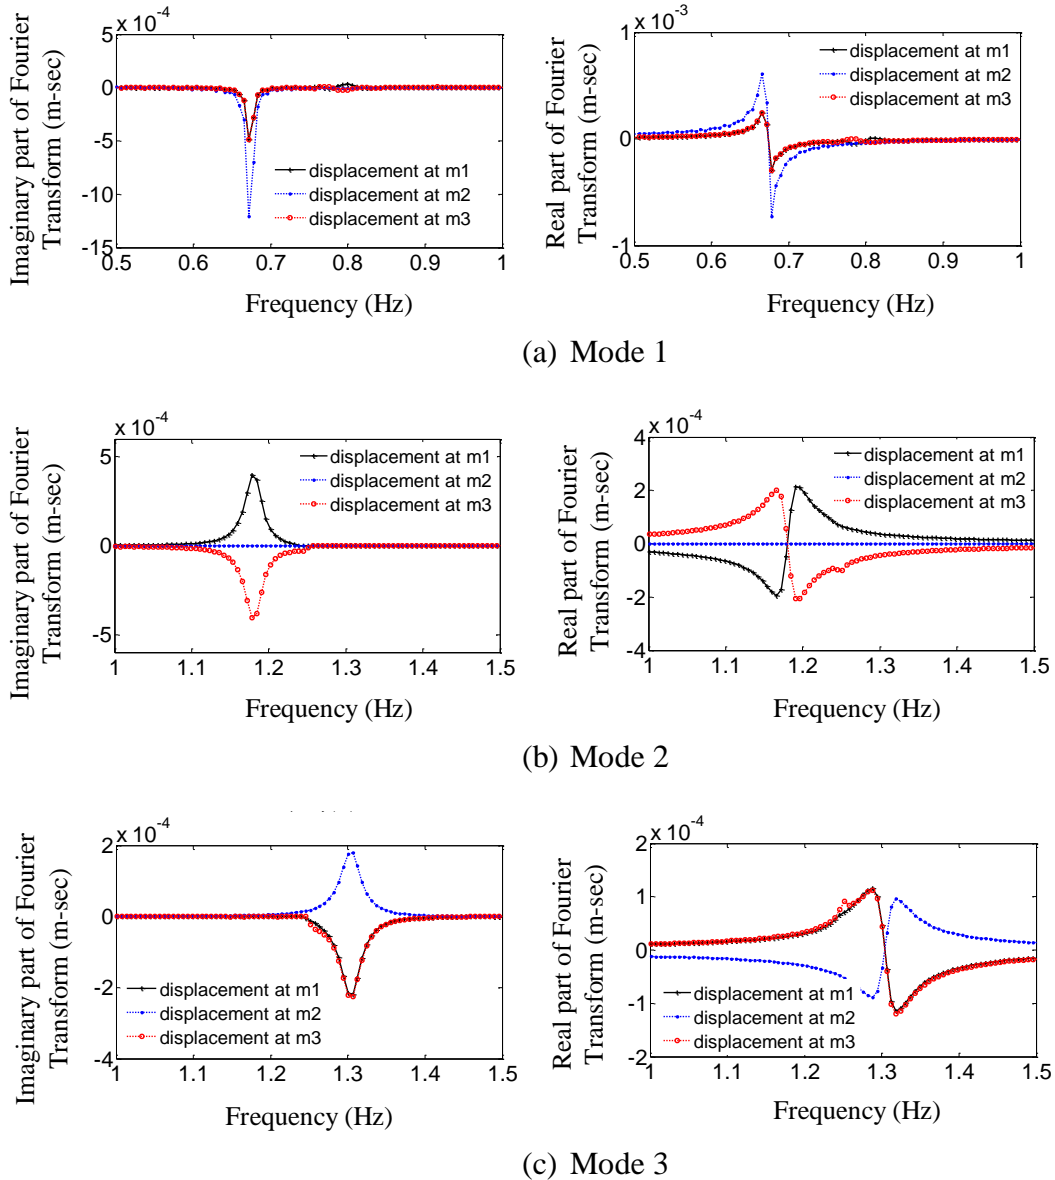 x 10-4
5
0
-5
-10
-15
0.5 0.6 0.7 0.8 0.9 1
Imaginary part of Fourier
Transform (m-sec)
displacement at m1
displacement at m2
displacement at m3
Frequency (Hz)
x 10-3
1
0
-1
0.5 0.6 0.7 0.8 0.9 1
Real part of Fourier
Transform (m-sec)
displacement at m1
displacement at m2
displacement at m3
Frequency (Hz)
(a) Mode 1
x 10-4
5
0
-5
1 1.1 1.2 1.3 1.4 1.5
Imaginary part of Fourier
Transform (m-sec)
displacement at m1
displacement at m2
displacement at m3
Frequency (Hz)
x 10-4
4
2
0
-2
-4
1 1.1 1.2 1.3 1.4 1.5
Real part of Fourier
Transform (m-sec)
displacement at m1
displacement at m2
displacement at m3
Frequency (Hz)
(b) Mode 2
x 10-4
2
0
-2
-4
1 1.1 1.2 1.3 1.4 1.5
Imaginary part of Fourier
Transform (m-sec)
displacement at m1
displacement at m2
displacement at m3
Frequency (Hz)
x 10-4
2
1
0
-1
-2
1 1.1 1.2 1.3 1.4 1.5
Real part of Fourier
Transform (m-sec)
displacement at m1
displacement at m2
displacement at m3
Frequency (Hz)
(c) Mode 3